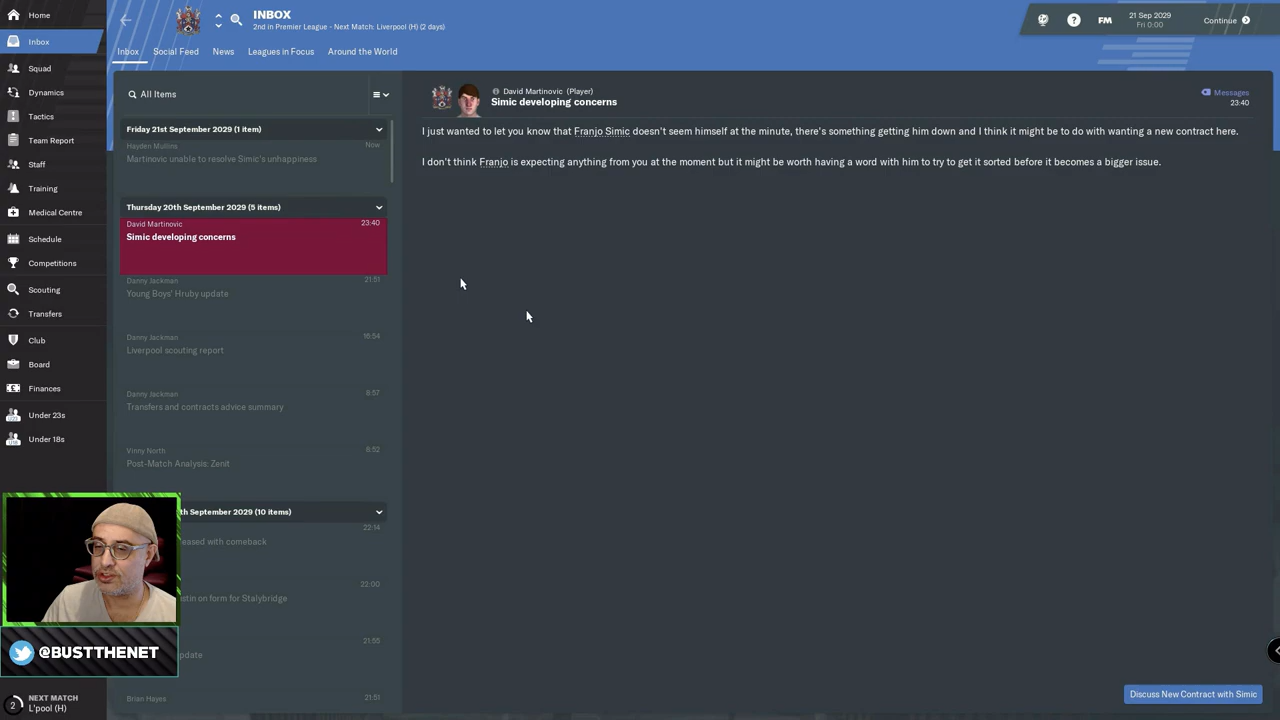 Home
Inbox
Squad
Dynamics
Tactics
Team Report
Staff
Training
Medical Centre
Schedule
Competitions
Scouting
Transfers
Club
Board
Finances
Under 23s
Under 18s
@BUSTTHENET
2
NEXT MATCH
L'pool (H)
INBOX
2nd in Premier League - Next Match: Liverpool (H) (2 days)
?
FM
21 Sep 2029
Fri 0:00
Continue
Inbox
Social Feed
News
Leagues in Focus
Around the World
All Items
Friday 21st September 2029 (1 item)
Hayden Mullins
Now
Martinovic unable to resolve Simic's unhappiness
Thursday 20th September 2029 (5 items)
David Martinovic
23:40
Simic developing concerns
Danny Jackman
21:51
Young Boys' Hruby update
Danny Jackman
16:54
Liverpool scouting report
Danny Jackman
8:57
Transfers and contracts advice summary
Vinny North
8:52
Post-Match Analysis: Zenit
th September 2029 (10 items)
22:14
eased with comeback
22:00
stin on form for Stalybridge
21:55
pdate
Brian Hayes
21:51
David Martinovic (Player)
Simic developing concerns
Messages
23:40
I just wanted to let you know that Franjo Simic doesn't seem himself at the minute, there's something getting him down and I think it might be to do with wanting a new contract here.
I don't think Franjo is expecting anything from you at the moment but it might be worth having a word with him to try to get it sorted before it becomes a bigger issue.
Discuss New Contract with Simic